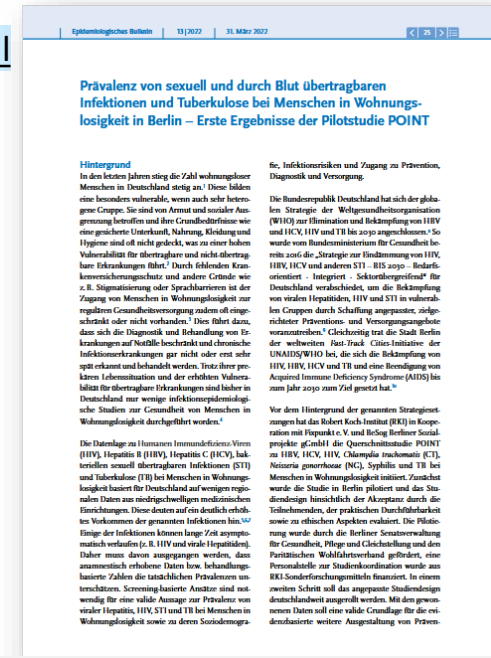 Epidemiologisches Bulletin | 13 | 2022 | 31. März 2022
25
Prävalenz von sexuell und durch Blut übertragbaren
Infektionen und Tuberkulose bei Menschen in Wohnungs-
losigkeit in Berlin – Erste Ergebnisse der Pilotstudie POINT
Hintergrund
In den letzten Jahren stieg die Zahl wohnungsloser
Menschen in Deutschland stetig an.¹ Diese bilden
eine besonders vulnerable, wenn auch sehr hetero-
gene Gruppe. Sie sind von Armut und sozialer Aus-
grenzung betroffen und ihre Grundbedürfnisse wie
eine gesicherte Unterkunft, Nahrung, Kleidung und
Hygiene sind oft nicht gedeckt, was zu einer hohen
Vulnerabilität für übertragbare und nicht-übertrag-
bare Erkrankungen führt.² Durch fehlenden Kran-
kenversicherungsschutz und andere Gründe wie
z. B. Stigmatisierung oder Sprachbarrieren ist der
Zugang von Menschen in Wohnungslosigkeit zur
regulären Gesundheitsversorgung zudem oft einge-
schränkt oder nicht vorhanden.³ Dies führt dazu,
dass sich die Diagnostik und Behandlung von Er-
krankungen auf Notfälle beschränkt und chronische
Infektionserkrankungen gar nicht oder erst sehr
spät erkannt und behandelt werden. Trotz ihrer pre-
kären Lebenssituation und der erhöhten Vulnera-
bilität für übertragbare Erkrankungen sind bisher in
Deutschland nur wenige infektionsepidemiologi-
sche Studien zur Gesundheit von Menschen in
Wohnungslosigkeit durchgeführt worden.⁴
Die Datenlage zu Humanen Immundefizienz-Viren
(HIV), Hepatitis B (HBV), Hepatitis C (HCV), bak-
teriellen sexuell übertragbaren Infektionen (STI)
und Tuberkulose (TB) bei Menschen in Wohnungs-
losigkeit basiert für Deutschland auf wenigen regio-
nalen Daten aus niedrigschwelligen medizinischen
Einrichtungen. Diese deuten auf ein deutlich erhöh-
tes Vorkommen der genannten Infektionen hin.
Einige der Infektionen können lange Zeit asympto-
matisch verlaufen (z. B. HIV und virale Hepatitiden).
Daher muss davon ausgegangen werden, dass
anamnestisch erhobene Daten bzw. behandlungs-
basierte Zahlen die tatsächlichen Prävalenzen un-
terschätzen. Screening-basierte Ansätze sind not-
wendig für eine valide Aussage zur Prävalenz von
viraler Hepatitis, HIV, STI und TB bei Menschen in
Wohnungslosigkeit sowie zu deren Soziodemogra-
fie, Infektionsrisiken und Zugang zu Prävention,
Diagnostik und Versorgung.
Die Bundesrepublik Deutschland hat sich der globa-
len Strategie der Weltgesundheitsorganisation
(WHO) zur Elimination und Bekämpfung von HBV
und HCV, HIV und TB bis 2030 angeschlossen. So
wurde vom Bundesministerium für Gesundheit be-
reits 2016 die „Strategie zur Eindämmung von HIV,
HBV, HCV und anderen STI – BIS 2030 – Bedarfs-
orientiert · Integriert · Sektorübergreifend“ für
Deutschland verabschiedet, um die Bekämpfung
von viralen Hepatitiden, HIV und STI in vulnerab-
len Gruppen durch Schaffung angepasster, zielge-
richteter Präventions- und Versorgungsangebote
voranzutreiben. Gleichzeitig trat die Stadt Berlin
der weltweiten Fast-Track Cities-Initiative der
UNAIDS/WHO bei, die sich die Bekämpfung von
HIV, HBV, HCV und TB und eine Beendigung von
Acquired Immune Deficiency Syndrome (AIDS) bis
zum Jahr 2030 zum Ziel gesetzt hat.
Vor dem Hintergrund der genannten Strategieset-
zungen hat das Robert Koch-Institut (RKI) in Koope-
ration mit Fixpunkt e. V. und BeSog Berliner Sozial-
projekte gGmbH die Querschnittsstudie POINT
zu HBV, HCV, HIV, Chlamydia trachomatis (CT),
Neisseria gonorrhoeae (NG), Syphilis und TB bei
Menschen in Wohnungslosigkeit initiiert. Zunächst
wurde die Studie in Berlin pilotiert und das Stu-
diendesign hinsichtlich der Akzeptanz durch die
Teilnehmenden, der praktischen Durchführbarkeit
sowie zu ethischen Aspekten evaluiert. Die Pilotie-
rung wurde durch die Berliner Senatsverwaltung
für Gesundheit, Pflege und Gleichstellung und den
Paritätischen Wohlfahrtsverband gefördert, eine
Personalstelle zur Studienkoordination wurde aus
RKI-Sonderforschungsmitteln finanziert. In einem
zweiten Schritt soll das angepasste Studiendesign
deutschlandweit ausgerollt werden. Mit den gewon-
nenen Daten soll eine valide Grundlage für die evi-
denzbasierte weitere Ausgestaltung von Präven-